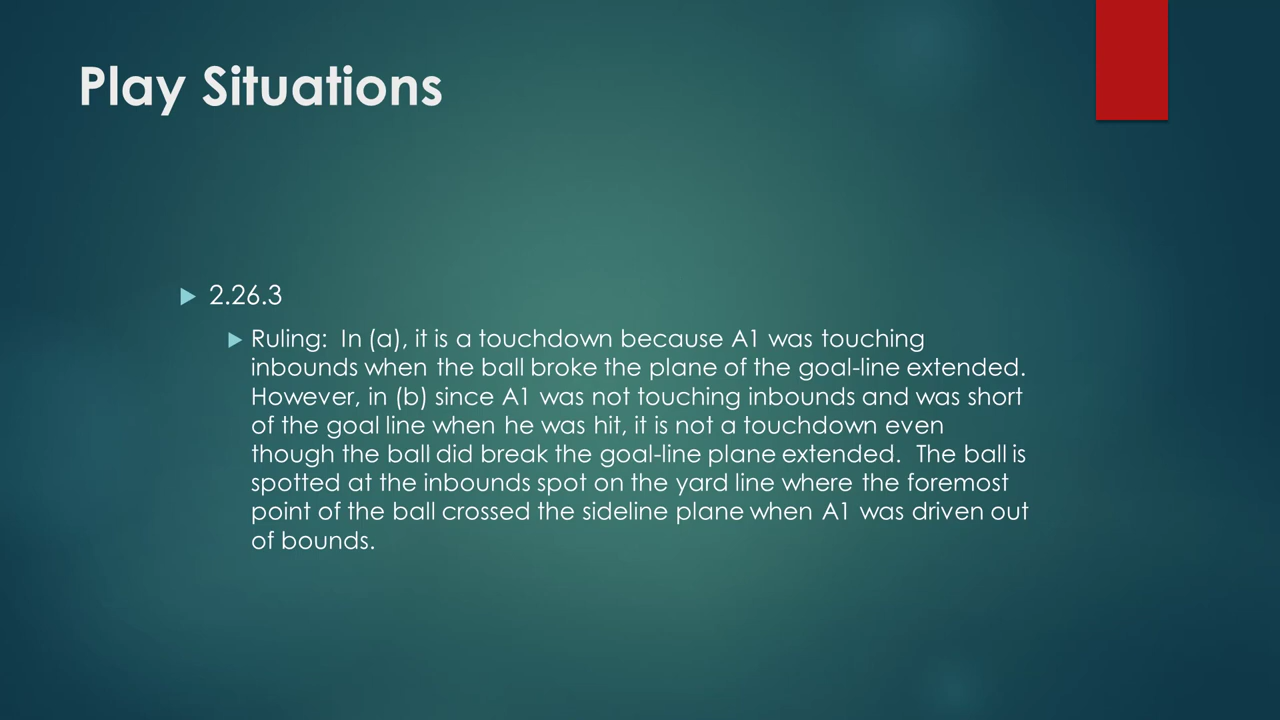 Play Situations
2.26.3
Ruling:  In (a), it is a touchdown because A1 was touching
inbounds when the ball broke the plane of the goal-line extended.
However, in (b) since A1 was not touching inbounds and was short
of the goal line when he was hit, it is not a touchdown even
though the ball did break the goal-line plane extended.  The ball is
spotted at the inbounds spot on the yard line where the foremost
point of the ball crossed the sideline plane when A1 was driven out
of bounds.